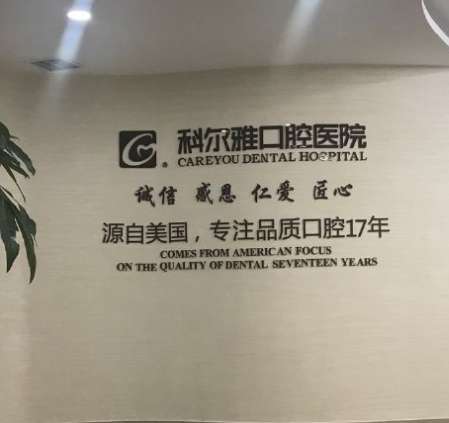 科尔雅口腔医院
CAREYOU DENTAL HOSPITAL
诚信 感恩 仁爱 匠心
源自美国，专注品质口腔17年
COMES FROM AMERICAN FOCUS
ON THE QUALITY OF DENTAL SEVENTEEN YEARS